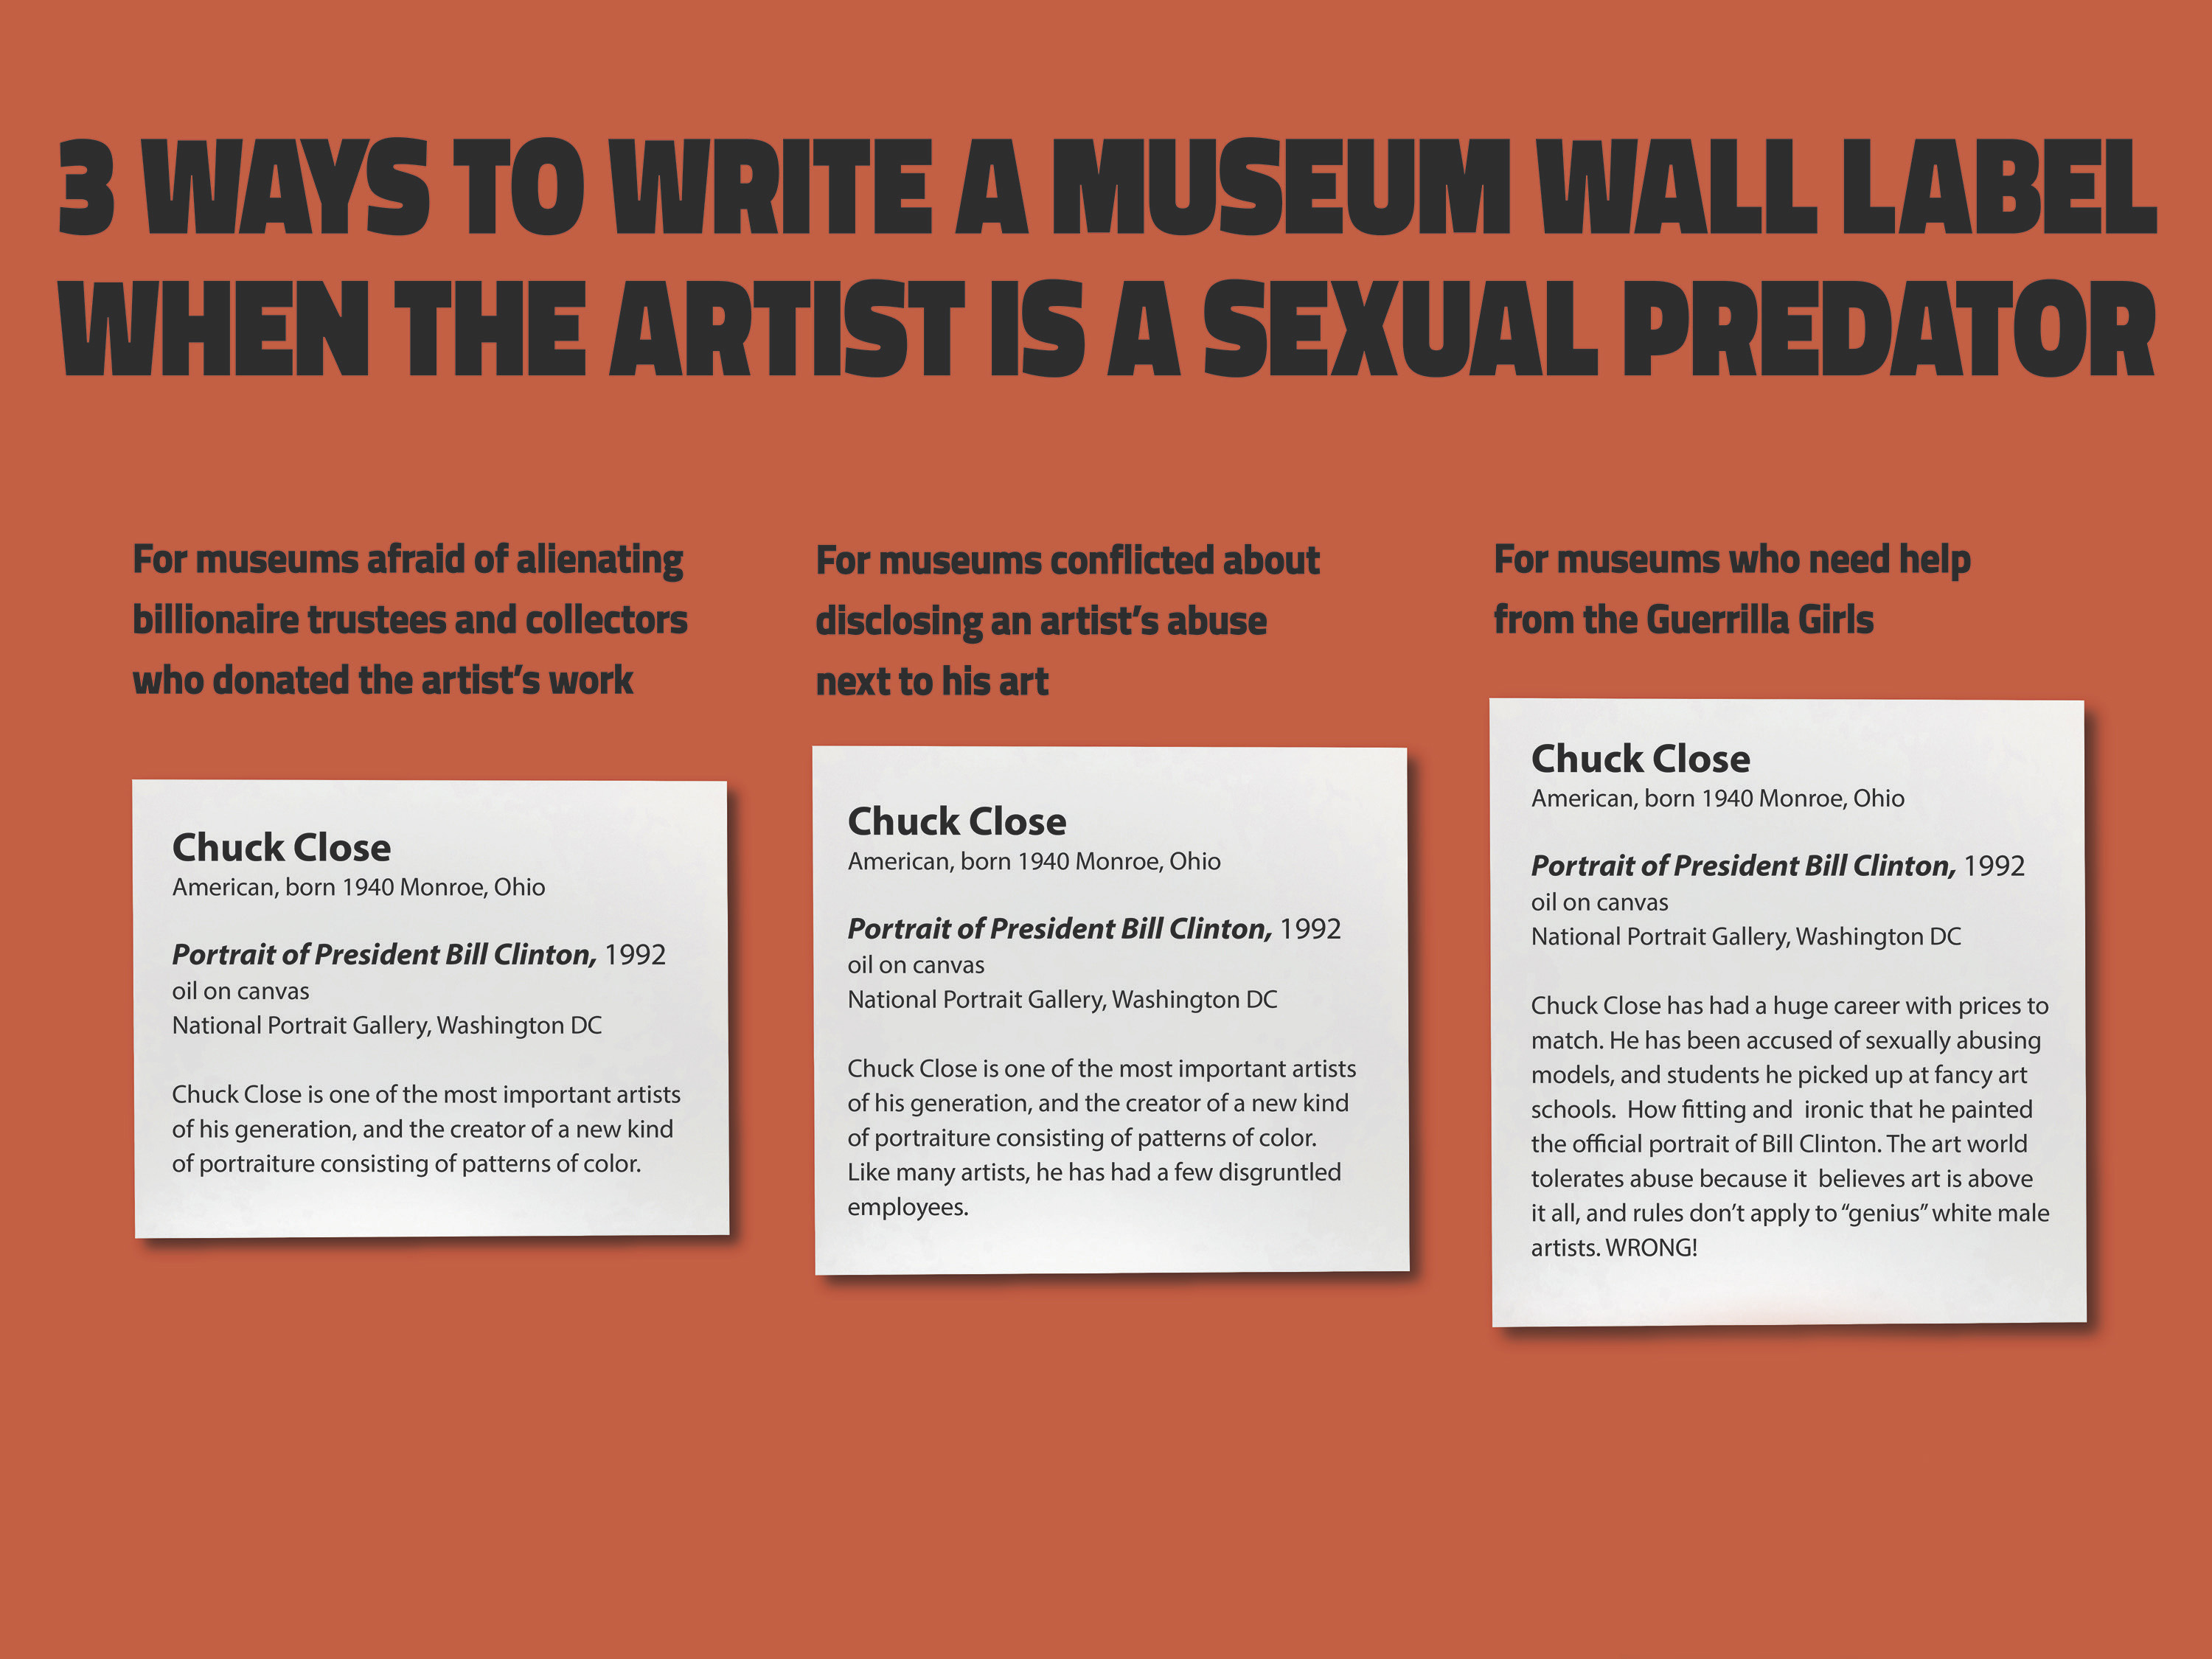 3 WAYS TO WRITE A MUSEUM WALL LABEL
WHEN THE ARTIST IS A SEXUAL PREDATOR
For museums afraid of alienating
billionaire trustees and collectors
who donated the artist's work
Chuck Close
American, born 1940 Monroe, Ohio
Portrait of President Bill Clinton, 1992
oil on canvas
National Portrait Gallery, Washington DC
Chuck Close is one of the most important artists
of his generation, and the creator of a new kind
of portraiture consisting of patterns of color.
For museums conflicted about
disclosing an artist's abuse
next to his art
Chuck Close
American, born 1940 Monroe, Ohio
Portrait of President Bill Clinton, 1992
oil on canvas
National Portrait Gallery, Washington DC
Chuck Close is one of the most important artists
of his generation, and the creator of a new kind
of portraiture consisting of patterns of color.
Like many artists, he has had a few disgruntled
employees.
For museums who need help
from the Guerrilla Girls
Chuck Close
American, born 1940 Monroe, Ohio
Portrait of President Bill Clinton, 1992
oil on canvas
National Portrait Gallery, Washington DC
Chuck Close has had a huge career with prices to
match. He has been accused of sexually abusing
models, and students he picked up at fancy art
schools.  How fitting and  ironic that he painted
the official portrait of Bill Clinton. The art world
tolerates abuse because it  believes art is above
it all, and rules don't apply to “genius” white male
artists. WRONG!